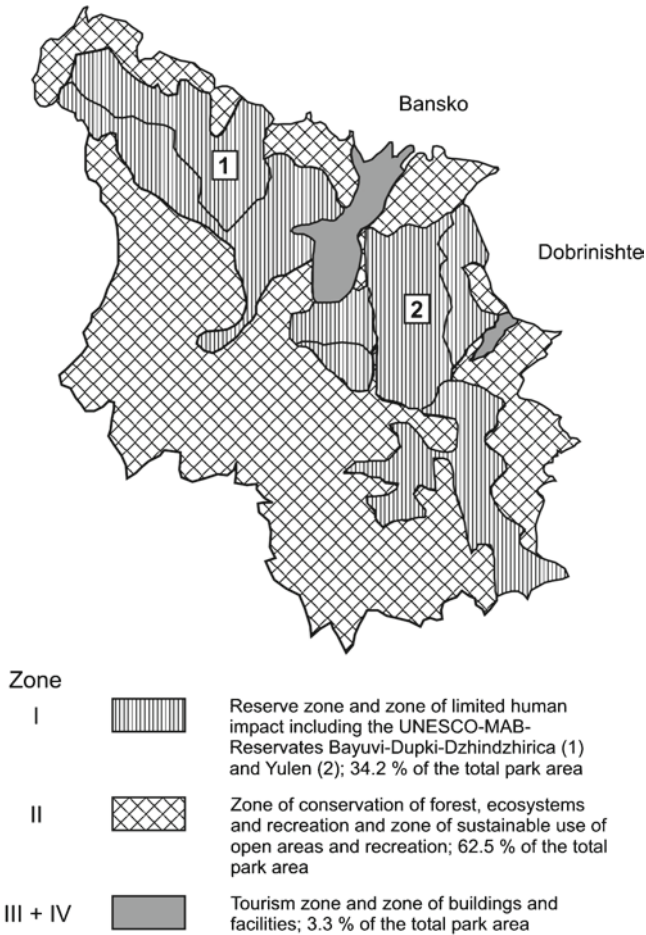 Bansko
1
Dobrinishte
2
Zone
I
Reserve zone and zone of limited human
impact including the UNESCO-MAB-
Reservates Bayuvi-Dupki-Dzhindzhirica (1)
and Yulen (2); 34.2 % of the total park area
II
Zone of conservation of forest, ecosystems
and recreation and zone of sustainable use of
open areas and recreation; 62.5 % of the total
park area
III + IV
Tourism zone and zone of buildings and
facilities; 3.3 % of the total park area